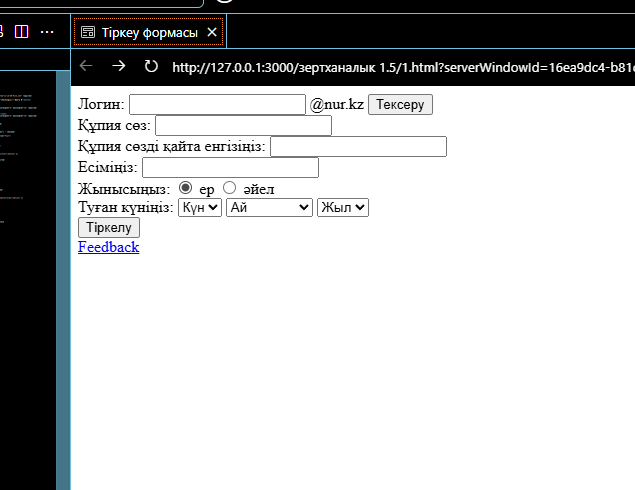 Тіркеу формасы
http://127.0.0.1:3000/зертханалык 1.5/1.html?serverWindowId=16ea9dc4-b81
Логин: @nur.kz Тексеру
Құпия сөз:
Құпия сөзді қайта енгізіңіз:
Есіміңіз:
Жынысыңыз: ер әйел
Туған күніңіз: Күн Ай Жыл
Тіркелу
Feedback